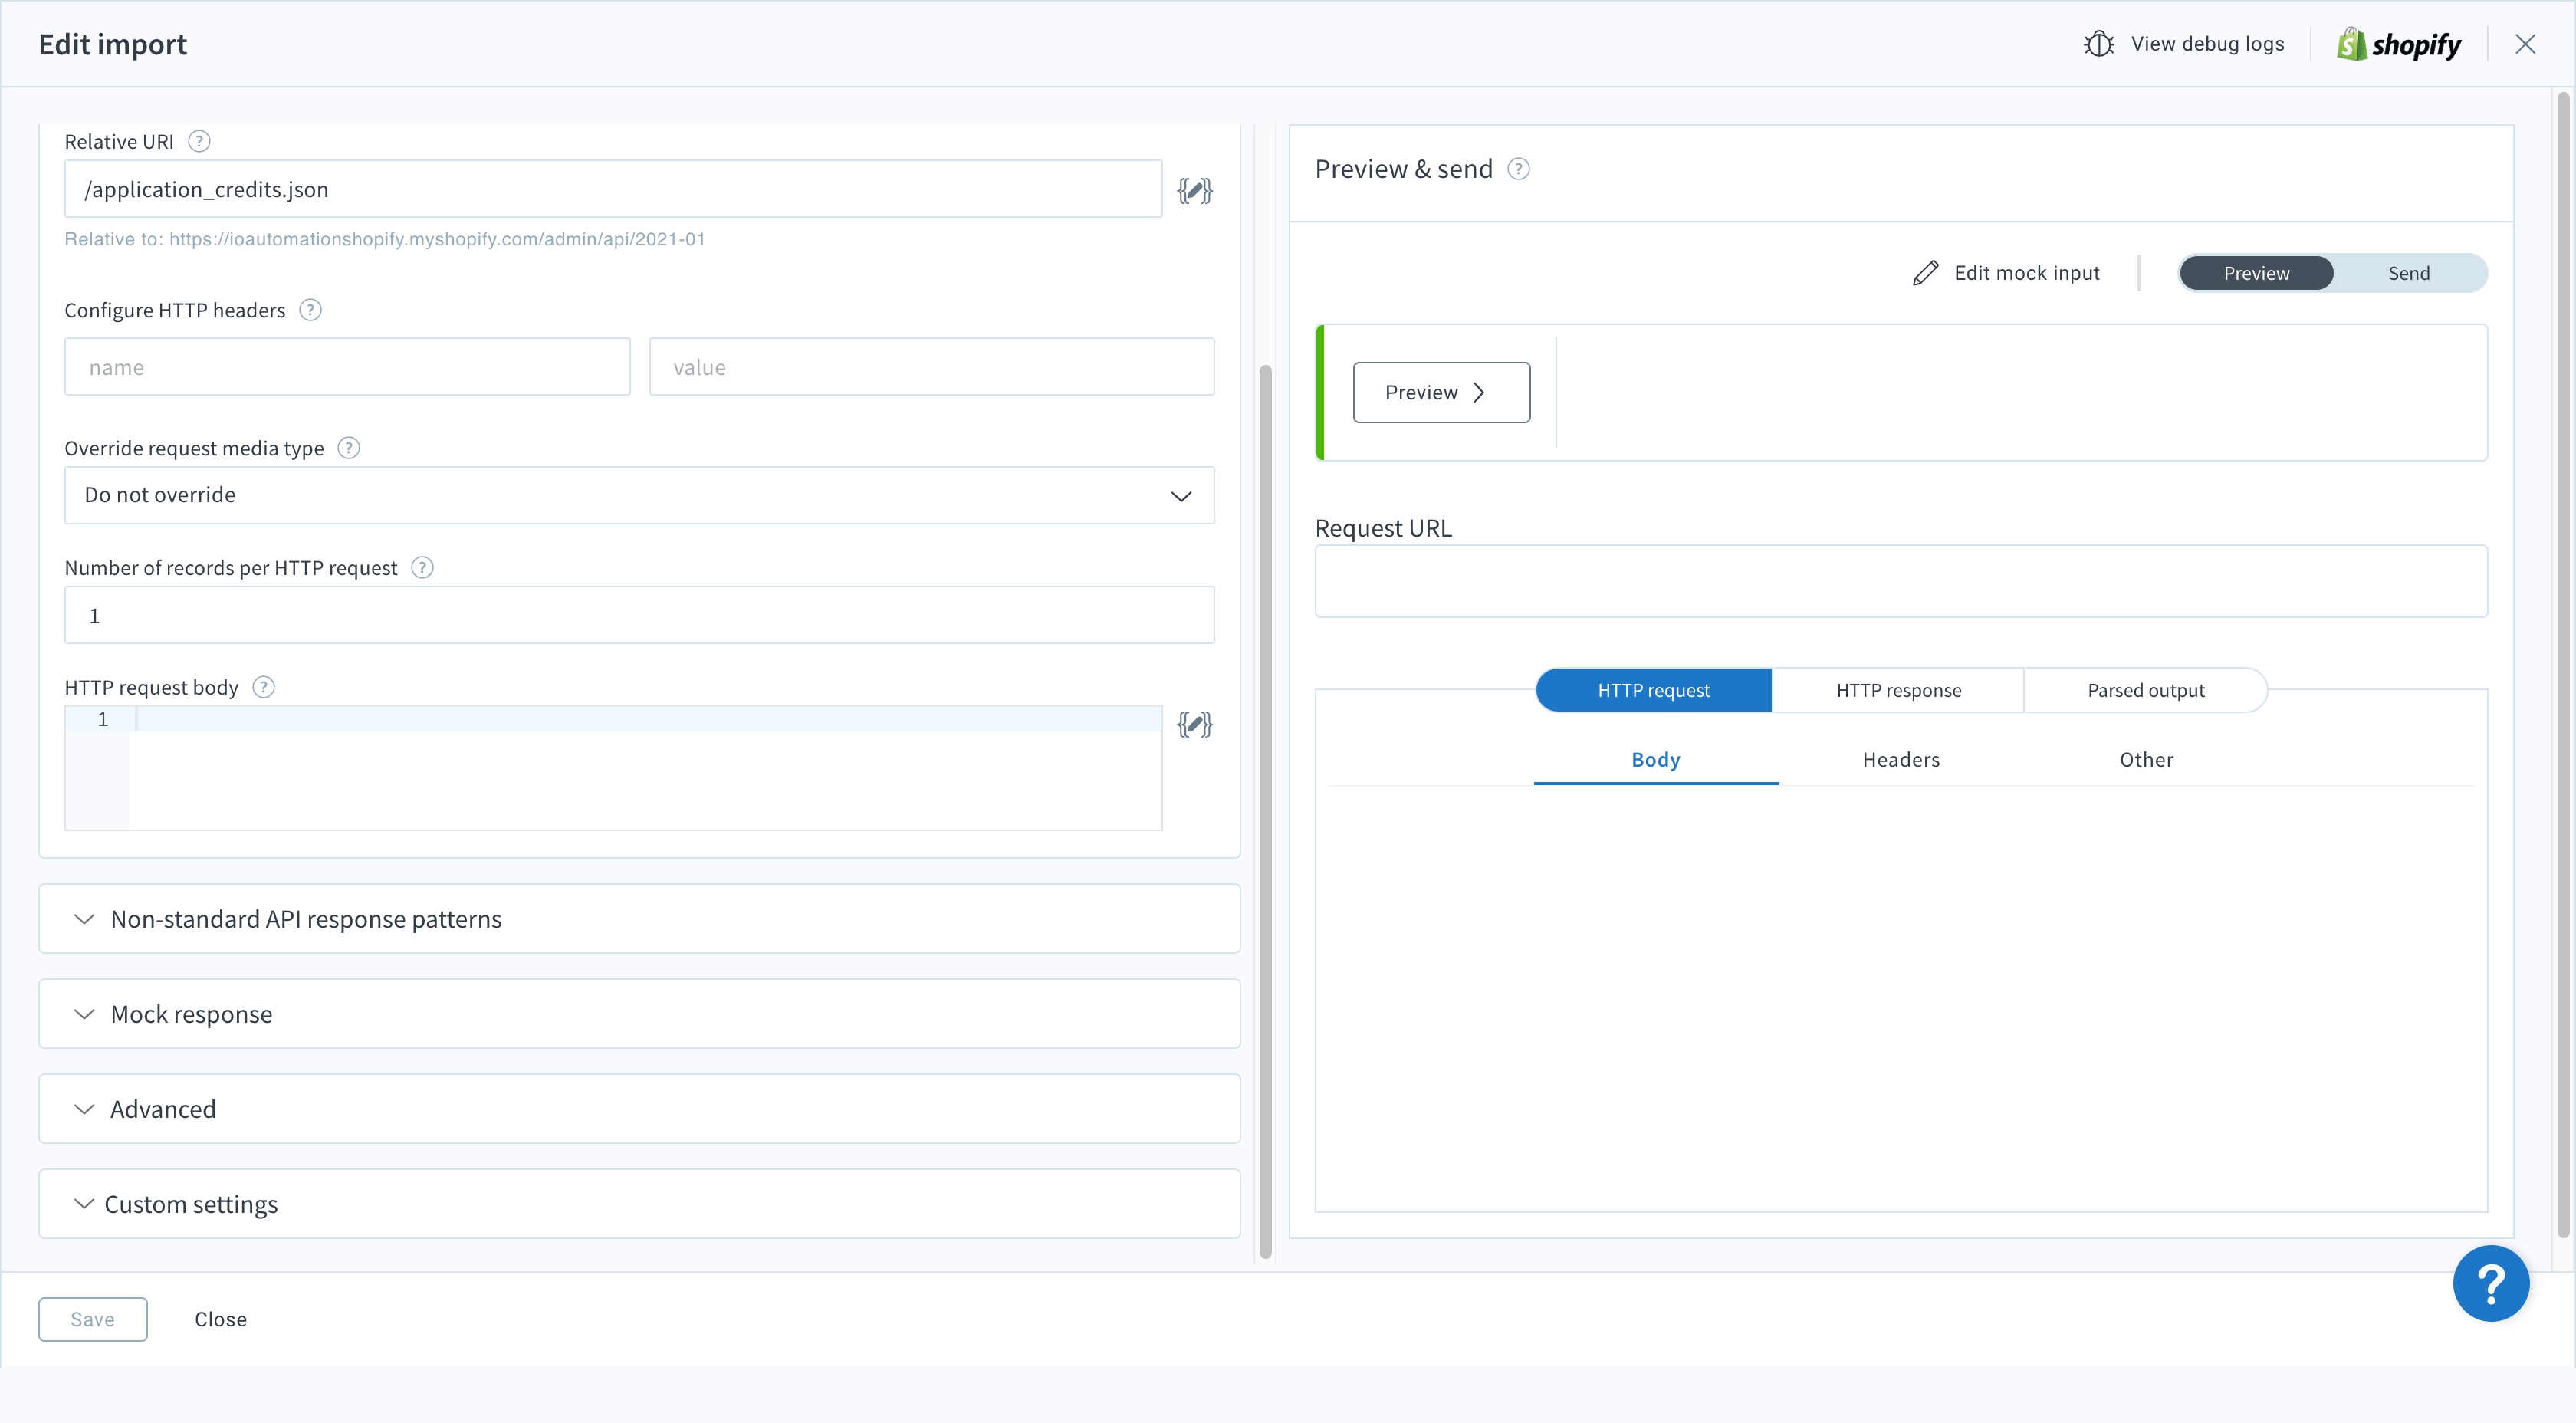 Edit import
View debug logs
shopify
Relative URI ?
/application_credits.json
Relative to: https://ioautomationshopify.myshopify.com/admin/api/2021-01
Configure HTTP headers ?
name
value
Override request media type ?
Do not override
Number of records per HTTP request ?
1
HTTP request body ?
1
Non-standard API response patterns
Mock response
Advanced
Custom settings
Save
Close
Preview & send ?
Edit mock input
Preview
Send
Preview
Request URL
HTTP request
HTTP response
Parsed output
Body
Headers
Other
?